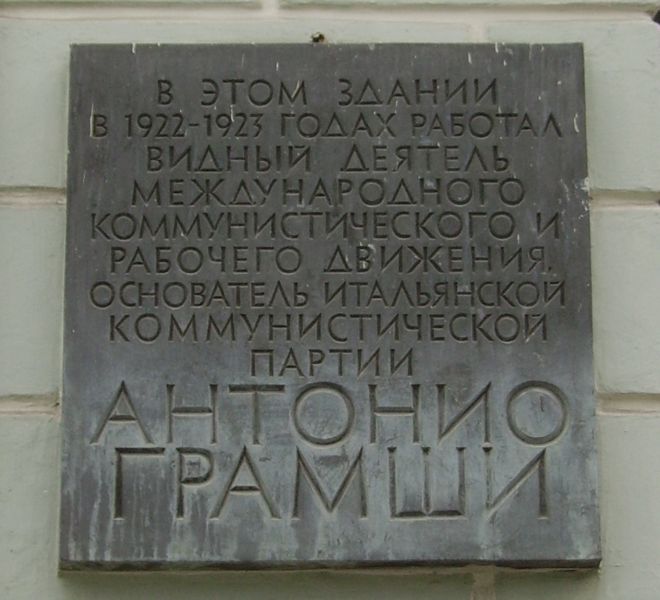 В ЭТОМ ЗДАНИИ
В 1922-1923 ГОДАХ РАБОТАЛ
ВИДНЫЙ ДЕЯТЕЛЬ
МЕЖДУНАРОДНОГО
КОММУНИСТИЧЕСКОГО И
РАБОЧЕГО ДВИЖЕНИЯ,
ОСНОВАТЕЛЬ ИТАЛЬЯНСКОЙ
КОММУНИСТИЧЕСКОЙ
ПАРТИИ
АНТОНИО
ГРАМШИ